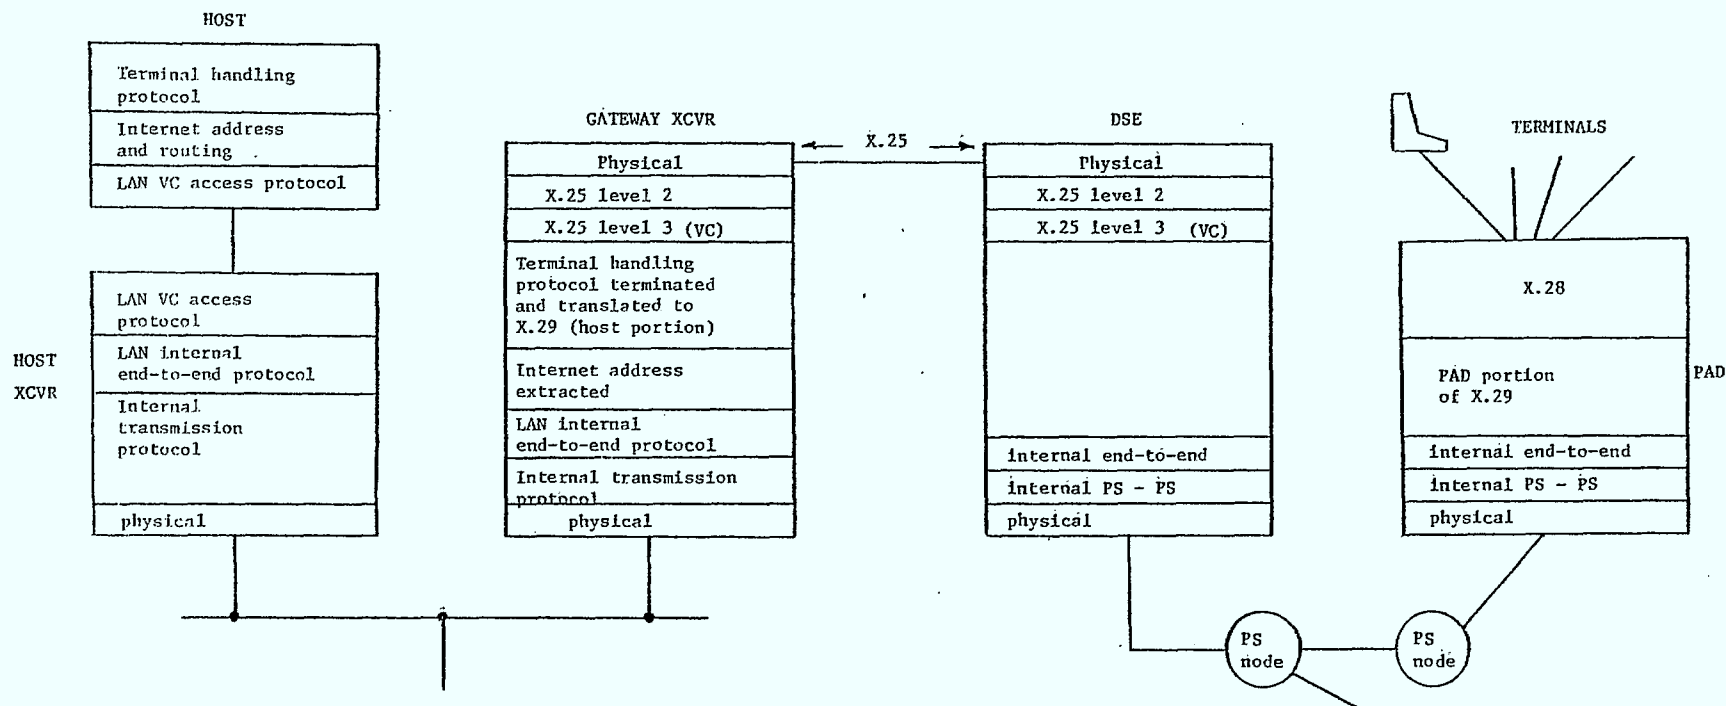 HOST
Terminal handling
protocol
Internet address
and routing
LAN VC access protocol
HOST
XCVR
LAN VC access
protocol
LAN internal
end-to-end protocol
Internal
transmission
protocol
physical
GATEWAY XCVR
Physical
X.25 level 2
X.25 level 3 (VC)
Terminal handling
protocol terminated
and translated to
X.29 (host portion)
Internet address
extracted
LAN internal
end-to-end protocol
Internal transmission
protocol
physical
X.25
DSE
Physical
X.25 level 2
X.25 level 3 (VC)
internal end-to-end
internal PS - PS
physical
TERMINALS
X.28
PAD portion
of X.29
PAD
internal end-to-end
internal PS - PS
physical
PS
node
PS
node